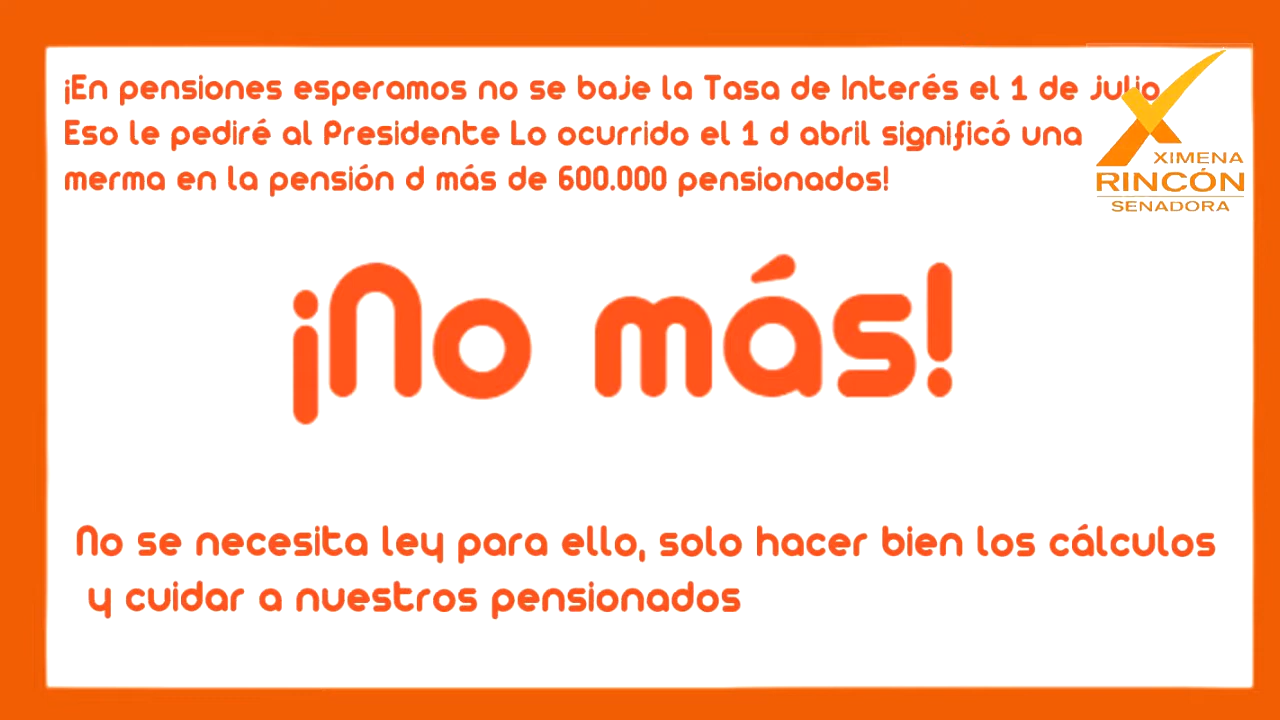 ¡En pensiones esperamos no se baje la Tasa de Interés el 1 de julio
Eso le pediré al Presidente Lo ocurrido el 1 d abril significó una
merma en la pensión d más de 600.000 pensionados!
XIMENA
RINCÓN
SENADORA
¡No más!
No se necesita ley para ello, solo hacer bien los cálculos
y cuidar a nuestros pensionados